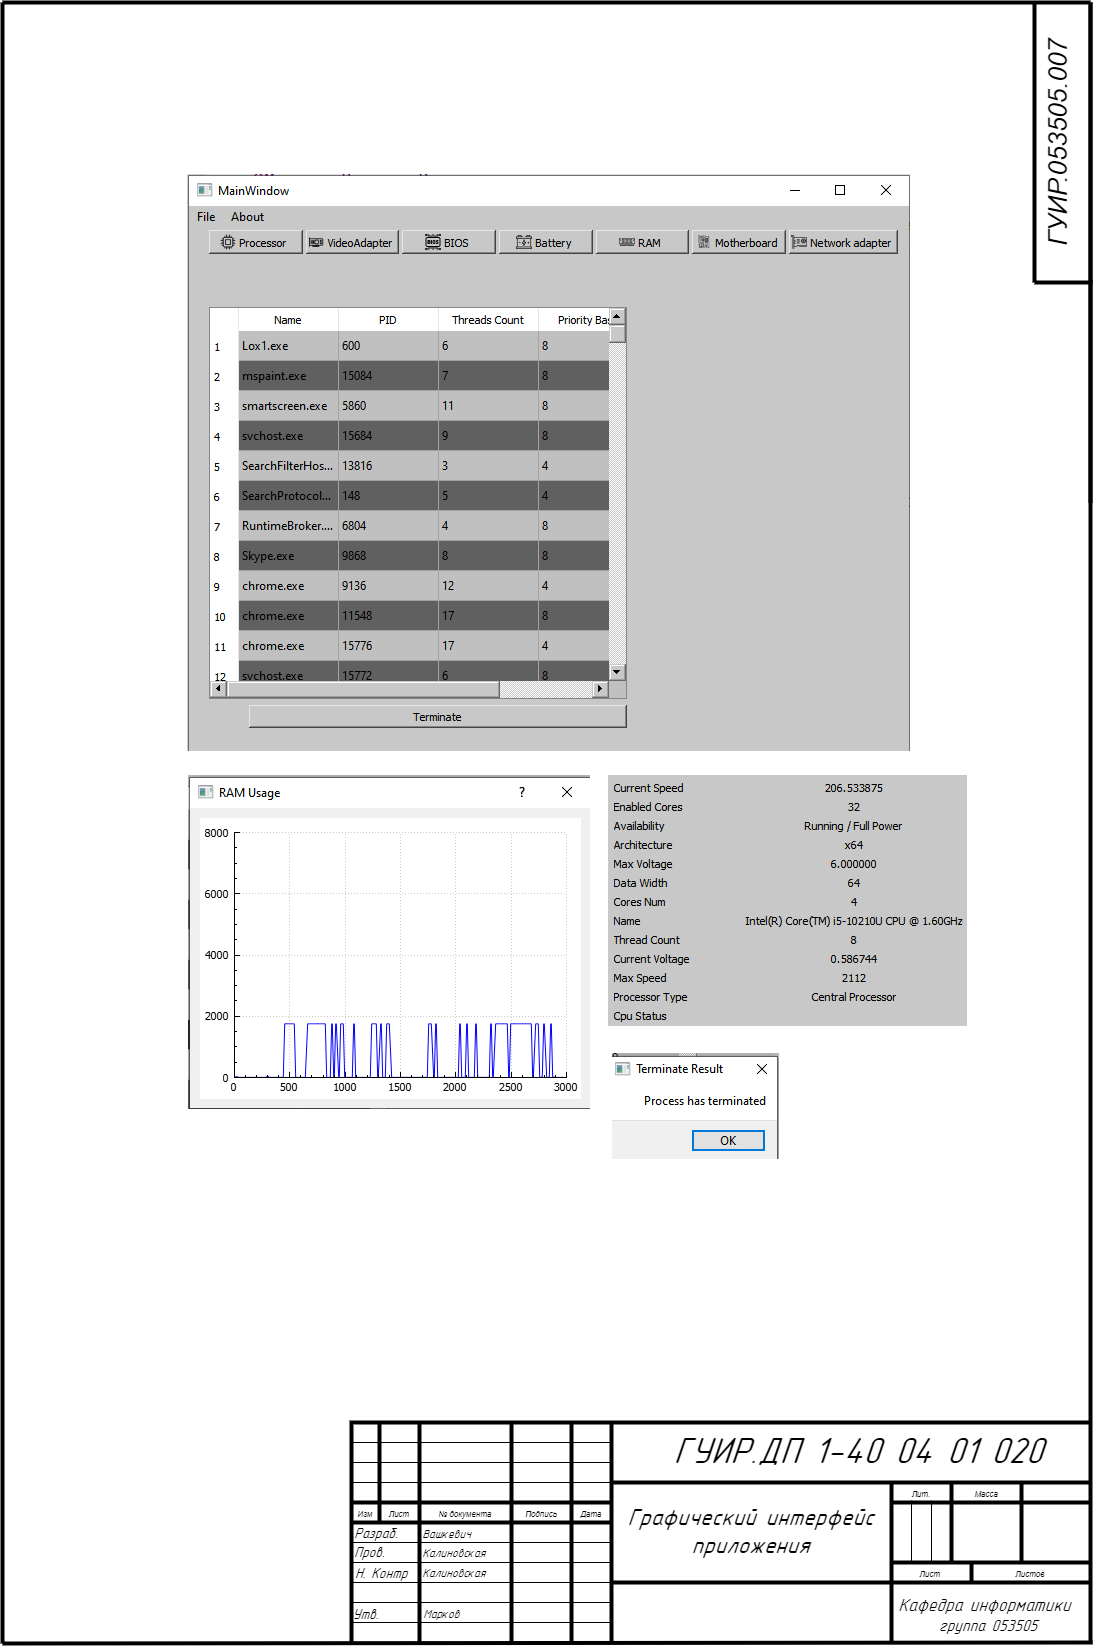 ГУИР.053505.007
MainWindow
File About
Processor VideoAdapter BIOS Battery RAM Motherboard Network adapter
Name PID Threads Count Priority Bas
1 Lox1.exe 600 6 8
2 mspaint.exe 15084 7 8
3 smartscreen.exe 5860 11 8
4 svchost.exe 15684 9 8
5 SearchFilterHos... 13816 3 4
6 SearchProtocol... 148 5 4
7 RuntimeBroker.... 6804 4 8
8 Skype.exe 9868 8 8
9 chrome.exe 9136 12 4
10 chrome.exe 11548 17 8
11 chrome.exe 15776 17 4
12 svchost.exe 15772 6 8
Terminate
RAM Usage ?
8000
6000
4000
2000
0
0 500 1000 1500 2000 2500 3000
Current Speed 206.533875
Enabled Cores 32
Availability Running / Full Power
Architecture x64
Max Voltage 6.000000
Data Width 64
Cores Num 4
Name Intel(R) Core(TM) i5-10210U CPU @ 1.60GHz
Thread Count 8
Current Voltage 0.586744
Max Speed 2112
Processor Type Central Processor
Cpu Status
Terminate Result
Process has terminated
OK
ГУИР.ДП 1-40 04 01 020
Изм Лист № документа Подпись Дата
Разраб. Вашкевич
Пров. Калиновская
Н. Контр Калиновская
Утв. Марков
Графический интерфейс
приложения
Лит. Масса
Лист Листов
Кафедра информатики
группа 053505